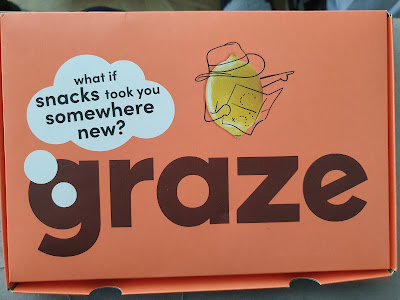 what if
snacks took you
somewhere
new?
graze